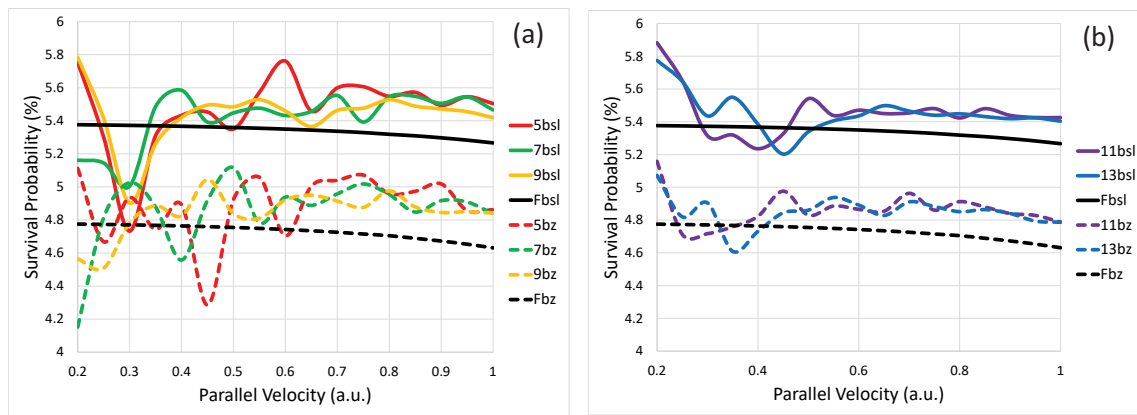 (a)
Survival Probability (%)
6
5.8
5.6
5.4
5.2
5
4.8
4.6
4.4
4.2
4
0.2 0.3 0.4 0.5 0.6 0.7 0.8 0.9 1
Parallel Velocity (a.u.)
5bsl
7bsl
9bsl
Fbsl
5bz
7bz
9bz
Fbz
(b)
Survival Probability (%)
6
5.8
5.6
5.4
5.2
5
4.8
4.6
4.4
4.2
4
0.2 0.4 0.6 0.8 1
Parallel Velocity (a.u.)
11bsl
13bsl
Fbsl
11bz
13bz
Fbz